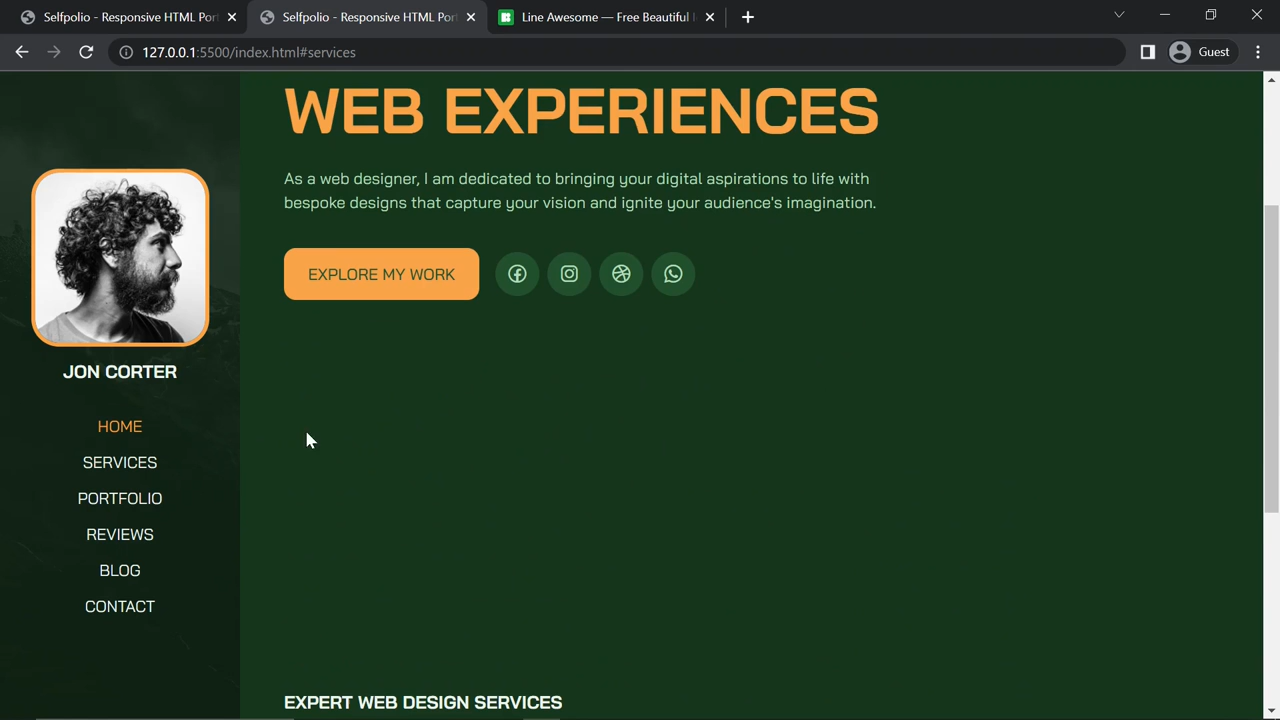 Selfpolio - Responsive HTML Por
Selfpolio - Responsive HTML Por
Line Awesome — Free Beautiful
127.0.0.1:5500/index.html#services
Guest
JON CORTER
HOME
SERVICES
PORTFOLIO
REVIEWS
BLOG
CONTACT
WEB EXPERIENCES
As a web designer, I am dedicated to bringing your digital aspirations to life with
bespoke designs that capture your vision and ignite your audience's imagination.
EXPLORE MY WORK
EXPERT WEB DESIGN SERVICES